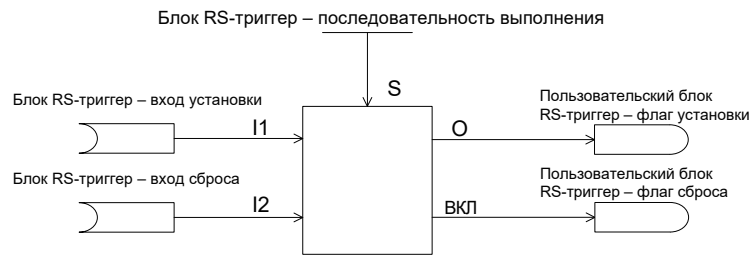 Блок RS-триггер – последовательность выполнения
S
Блок RS-триггер – вход установки
I1
Пользовательский блок
RS-триггер – флаг установки
O
Блок RS-триггер – вход сброса
I2
Пользовательский блок
RS-триггер – флаг сброса
ВКЛ